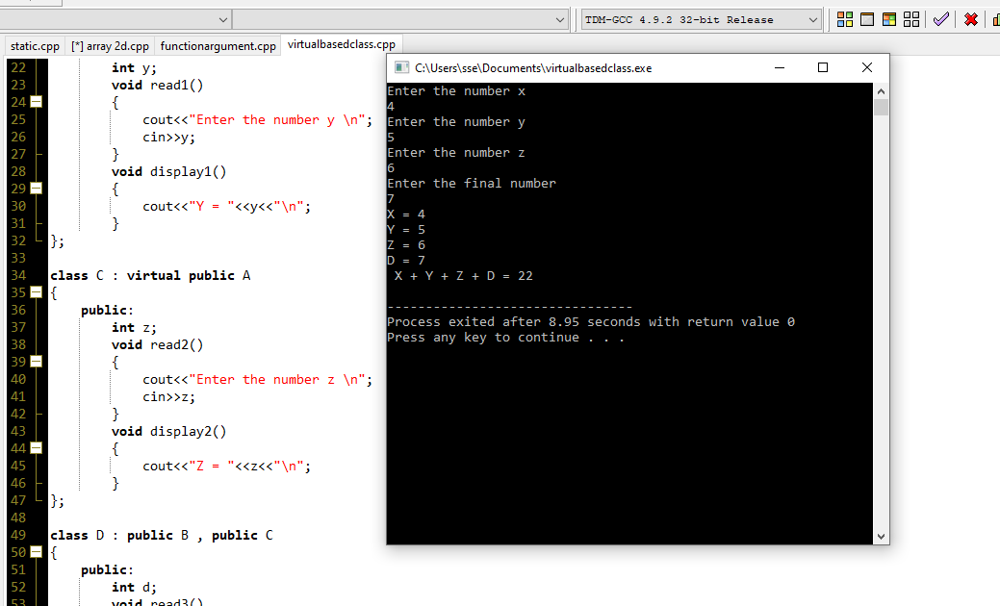 TDM-GCC 4.9.2 32-bit Release
static.cpp [*] array 2d.cpp functionargument.cpp virtualbasedclass.cpp
22 int y;
23 void read1()
24 {
25 cout<<"Enter the number y \n";
26 cin>>y;
27 }
28 void display1()
29 {
30 cout<<"Y = "<<y<<"\n";
31 }
32 };
33
34 class C : virtual public A
35 {
36 public:
37 int z;
38 void read2()
39 {
40 cout<<"Enter the number z \n";
41 cin>>z;
42 }
43 void display2()
44 {
45 cout<<"Z = "<<z<<"\n";
46 }
47 };
48
49 class D : public B , public C
50 {
51 public:
52 int d;
53 void read3()
C:\Users\sse\Documents\virtualbasedclass.exe
Enter the number x
4
Enter the number y
5
Enter the number z
6
Enter the final number
7
X = 4
Y = 5
Z = 6
D = 7
X + Y + Z + D = 22
--------------------------------
Process exited after 8.95 seconds with return value 0
Press any key to continue . . .